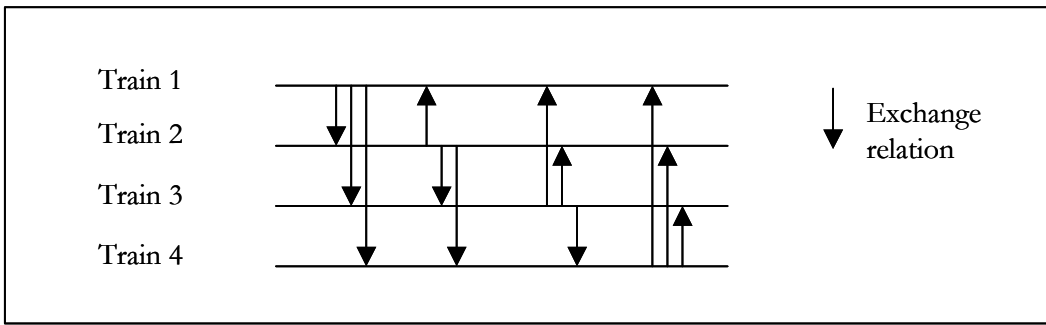 Train 1
Train 2
Train 3
Train 4
Exchange
relation